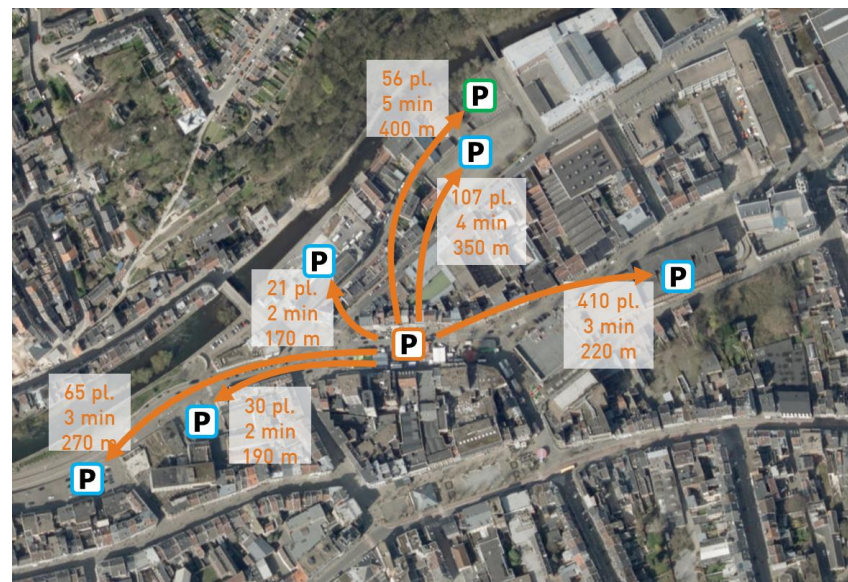 56 pl.
5 min
400 m
P
P
107 pl.
4 min
350 m
P
21 pl.
2 min
170 m
P
410 pl.
3 min
220 m
P
65 pl.
3 min
270 m
P
30 pl.
2 min
190 m
P